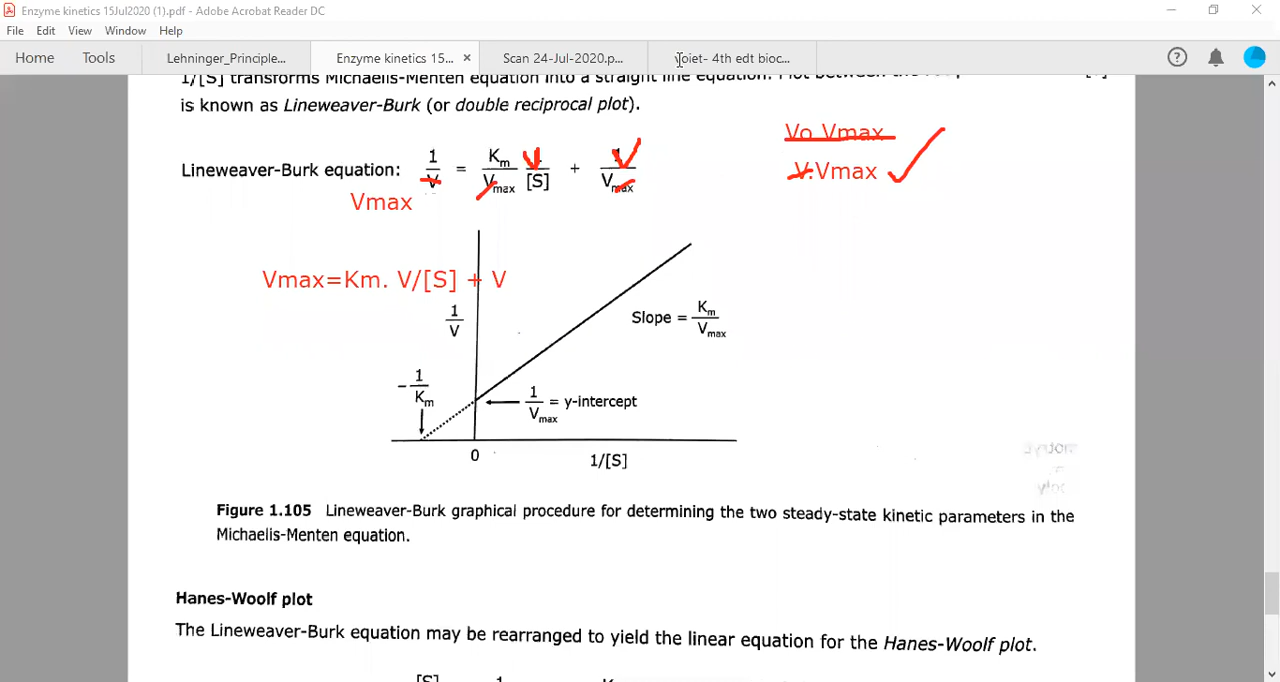 Enzyme kinetics 15Jul2020 (1).pdf - Adobe Acrobat Reader DC
File Edit View Window Help
Home Tools Lehninger_Principle... Enzyme kinetics 15... × Scan 24-Jul-2020.p... 4th edt bioc...
1/[S] transforms Michaelis-Menten equation into a straight line equation.
is known as Lineweaver-Burk (or double reciprocal plot).
Vo Vmax
Lineweaver-Burk equation: 1/V = Km/Vmax 1/[S] + 1/Vmax
V.Vmax
Vmax
Vmax=Km. V/[S] + V
1/V
Slope = Km/Vmax
-1/Km
1/Vmax = y-intercept
0
1/[S]
Figure 1.105 Lineweaver-Burk graphical procedure for determining the two steady-state kinetic parameters in the
Michaelis-Menten equation.
Hanes-Woolf plot
The Lineweaver-Burk equation may be rearranged to yield the linear equation for the Hanes-Woolf plot.